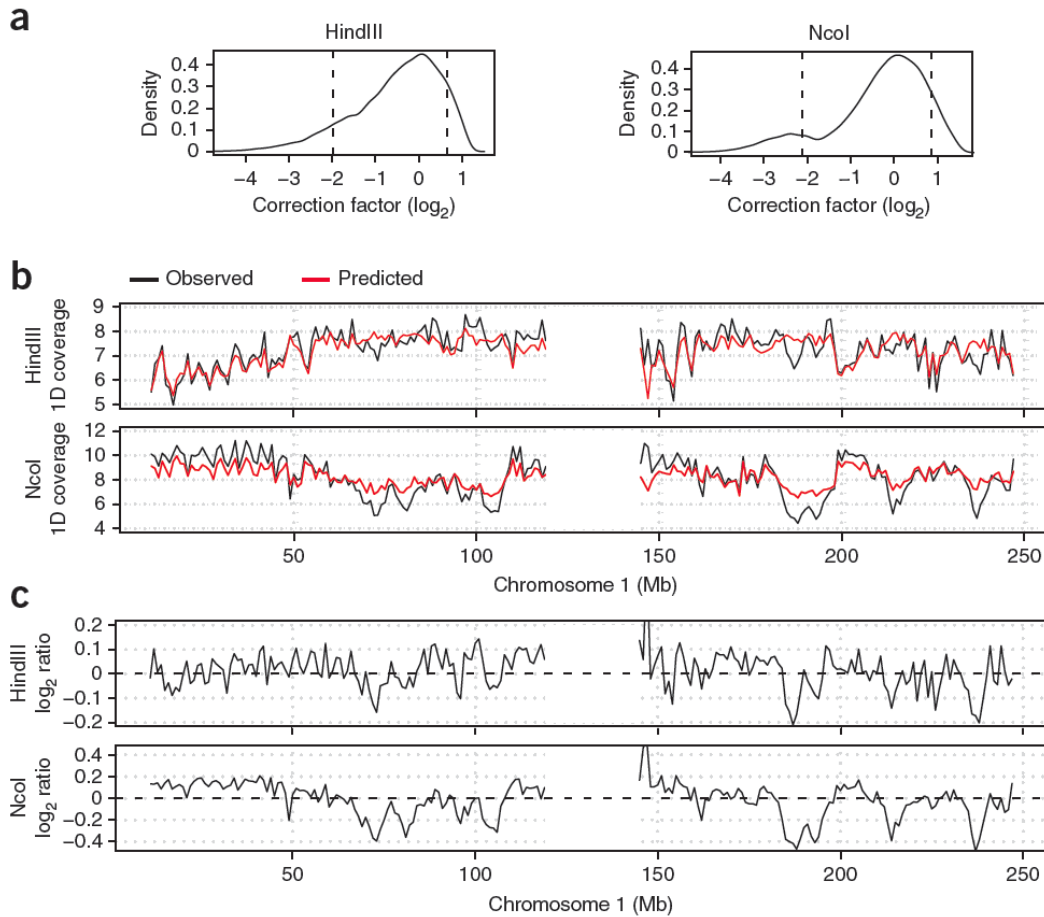 a
HindIII
NcoI
Density
0.4
0.3
0.2
0.1
0
−4 −3 −2 −1 0 1
Correction factor (log2)
Density
0.4
0.3
0.2
0.1
0
−4 −3 −2 −1 0 1
Correction factor (log2)
b
Observed Predicted
HindIII
1D coverage
9
8
7
6
5
NcoI
1D coverage
12
10
8
6
4
50 100 150 200 250
Chromosome 1 (Mb)
c
HindIII
log2 ratio
0.2
0.1
0
−0.1
−0.2
NcoI
log2 ratio
0.4
0.2
0
−0.2
−0.4
50 100 150 200 250
Chromosome 1 (Mb)